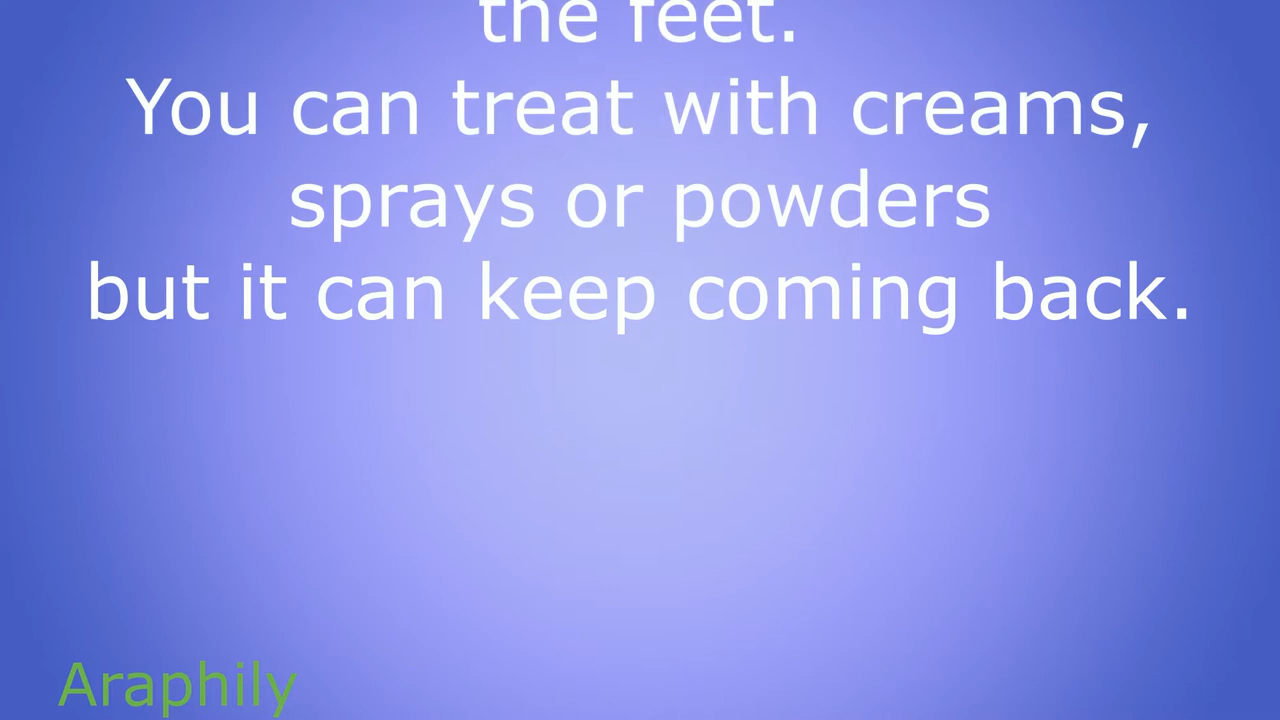 the feet.
You can treat with creams,
sprays or powders
but it can keep coming back.
Araphily